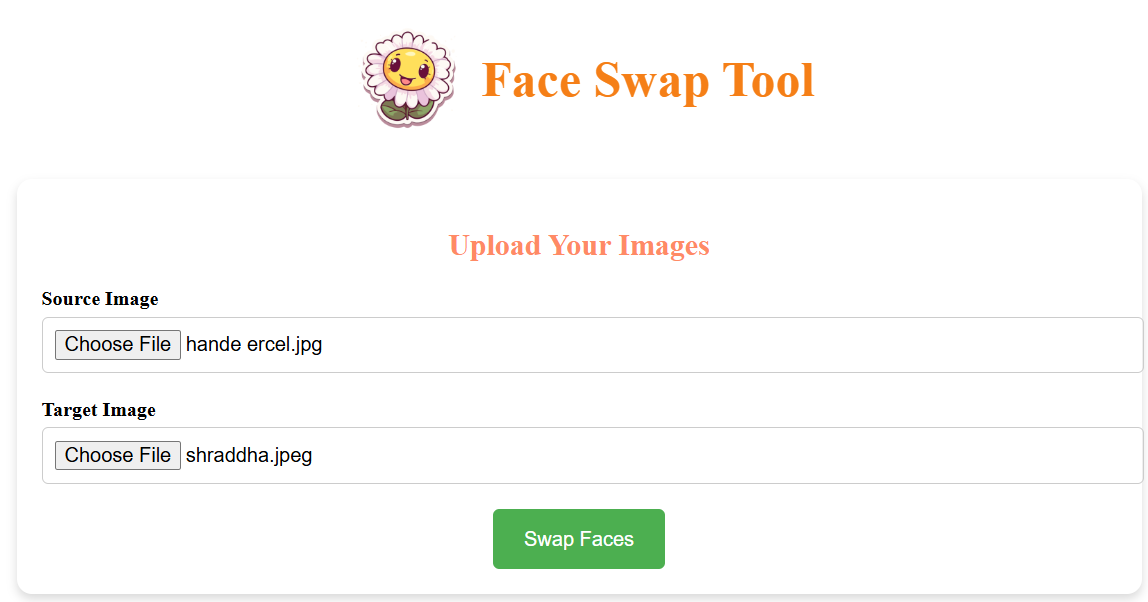 Face Swap Tool
Upload Your Images
Source Image
Choose File hande ercel.jpg
Target Image
Choose File shraddha.jpeg
Swap Faces